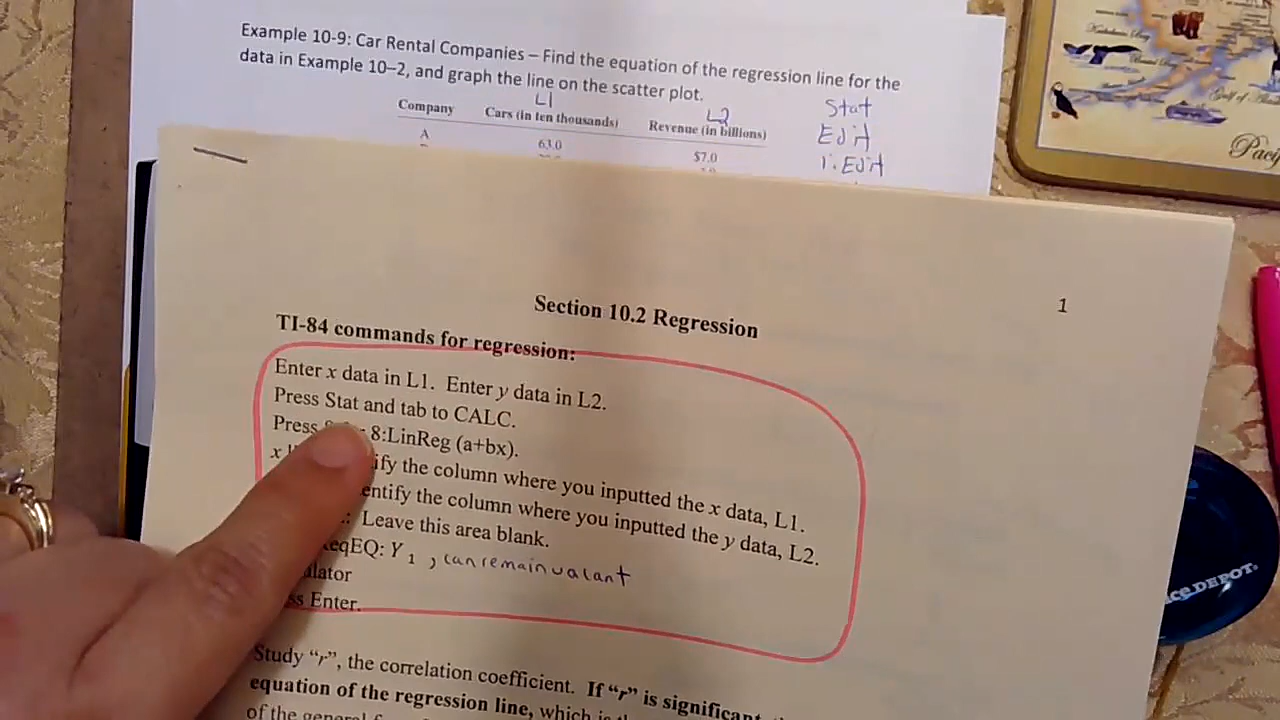 Example 10-9: Car Rental Companies – Find the equation of the regression line for the
data in Example 10–2, and graph the line on the scatter plot.
L1
L2
Company Cars (in ten thousands) Revenue (in billions)
A 63.0 $7.0
Stat
Edit
1. Edit
Gulf of
Pacif
1
Section 10.2 Regression
TI-84 commands for regression:
Enter x data in L1. Enter y data in L2.
Press Stat and tab to CALC.
Press 8:LinReg (a+bx).
x ify the column where you inputted the x data, L1.
entify the column where you inputted the y data, L2.
: Leave this area blank.
eqEQ: Y1 , can remain vacant
ulator
ss Enter.
Study “r”, the correlation coefficient. If “r” is significant,
equation of the regression line, which is
of the general
ice DEPOT.